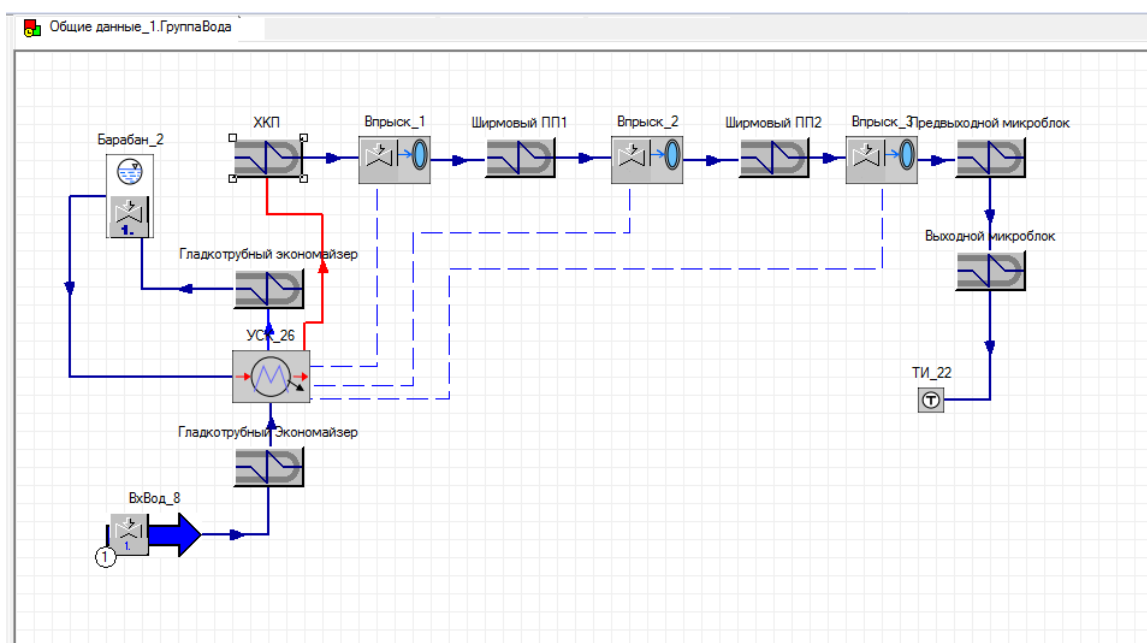 Общие данные_1.ГруппаВода
ХКП
Впрыск_1
Ширмовый ПП1
Впрыск_2
Ширмовый ПП2
Впрыск_3
Предвыходной микроблок
Барабан_2
1.
Выходной микроблок
Гладкотрубный экономайзер
УСК_26
ТИ_22
T
Гладкотрубный Экономайзер
ВхВод_8
1.
1